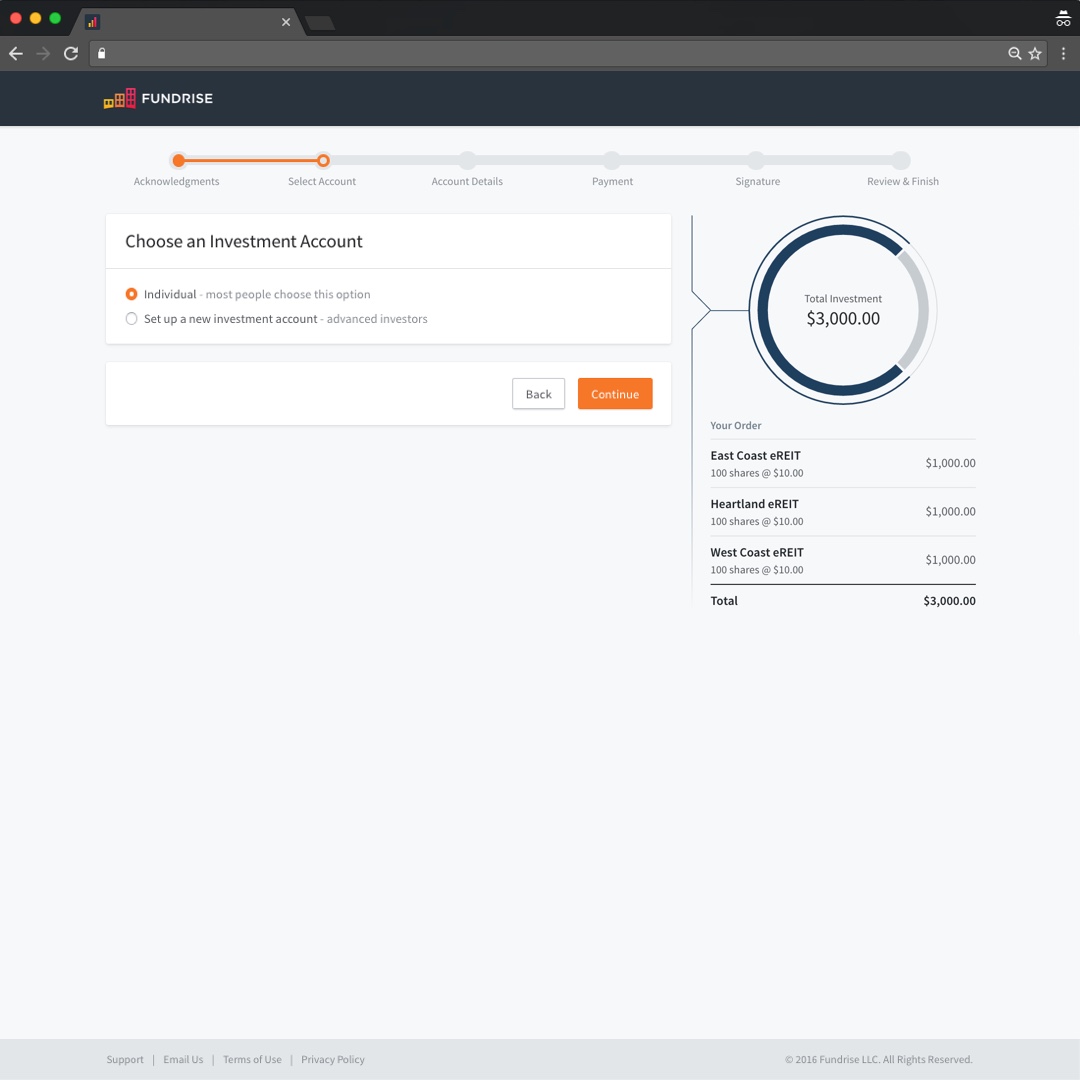 FUNDRISE
Acknowledgments
Select Account
Account Details
Payment
Signature
Review & Finish
Choose an Investment Account
Individual - most people choose this option
Set up a new investment account - advanced investors
Back
Continue
Total Investment
$3,000.00
Your Order
East Coast eREIT
100 shares @ $10.00
$1,000.00
Heartland eREIT
100 shares @ $10.00
$1,000.00
West Coast eREIT
100 shares @ $10.00
$1,000.00
Total
$3,000.00
Support | Email Us | Terms of Use | Privacy Policy
© 2016 Fundrise LLC. All Rights Reserved.